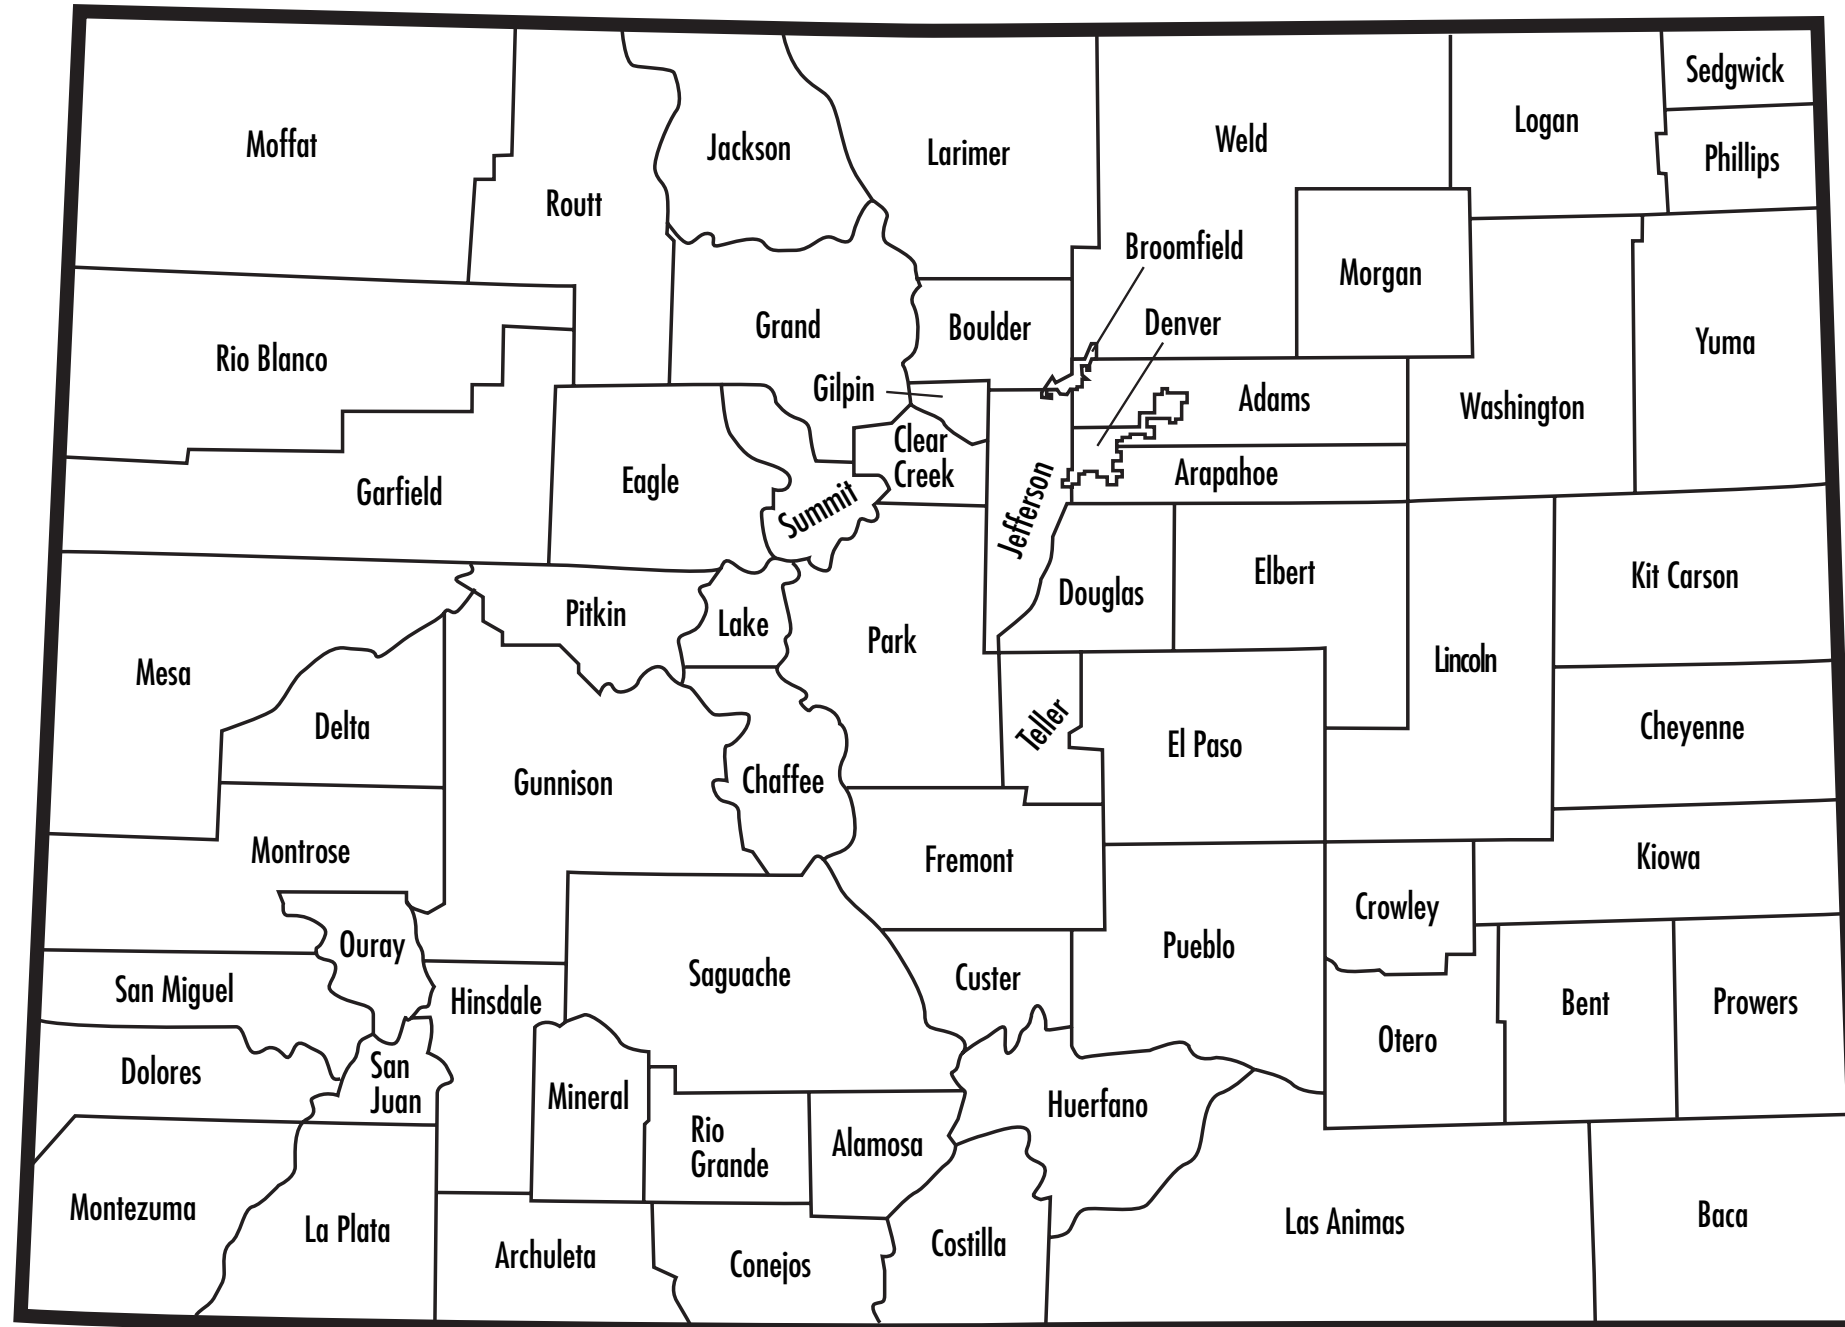 Sedgwick
Logan
Weld
Moffat
Jackson
Larimer
Phillips
Routt
Broomfield
Morgan
Grand
Boulder
Denver
Yuma
Rio Blanco
Gilpin
Adams
Washington
Clear
Creek
Eagle
Arapahoe
Garfield
Summit
Jefferson
Elbert
Kit Carson
Douglas
Pitkin
Lake
Park
Lincoln
Mesa
Delta
Teller
Cheyenne
El Paso
Gunnison
Chaffee
Montrose
Fremont
Kiowa
Crowley
Ouray
Pueblo
Saguache
Custer
San Miguel
Hinsdale
Bent
Prowers
Otero
Dolores
San
Juan
Mineral
Huerfano
Rio
Grande
Alamosa
Montezuma
La Plata
Las Animas
Baca
Archuleta
Costilla
Conejos